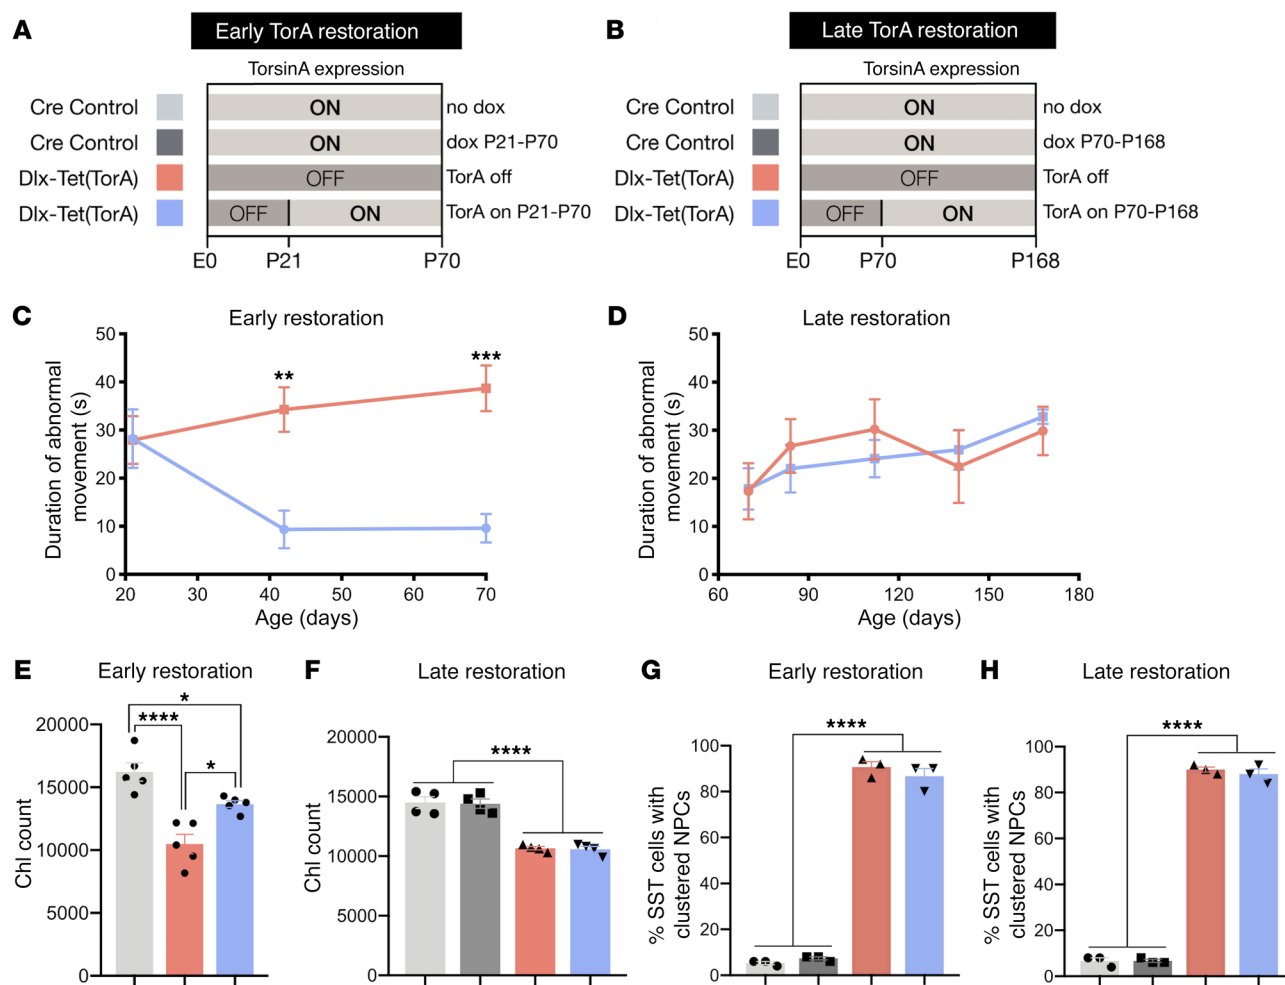 A
Early TorA restoration
TorsinA expression
Cre Control ON no dox
Cre Control ON dox P21-P70
Dlx-Tet(TorA) OFF TorA off
Dlx-Tet(TorA) OFF ON TorA on P21-P70
E0 P21 P70
B
Late TorA restoration
TorsinA expression
Cre Control ON no dox
Cre Control ON dox P70-P168
Dlx-Tet(TorA) OFF TorA off
Dlx-Tet(TorA) OFF ON TorA on P70-P168
E0 P70 P168
C
Early restoration
Duration of abnormal
movement (s)
50
40
30
20
10
0
** ***
20 30 40 50 60 70
Age (days)
D
Late restoration
Duration of abnormal
movement (s)
50
40
30
20
10
0
60 90 120 150 180
Age (days)
E
Early restoration
ChI count
20000
15000
10000
5000
0
*
****
*
F
Late restoration
ChI count
20000
15000
10000
5000
0
****
G
Early restoration
% SST cells with
clustered NPCs
100
80
60
40
20
0
****
H
Late restoration
% SST cells with
clustered NPCs
100
80
60
40
20
0
****